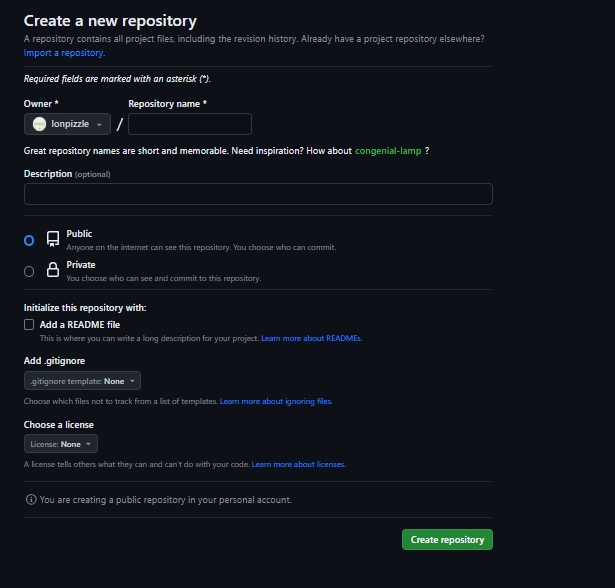 Create a new repository
A repository contains all project files, including the revision history. Already have a project repository elsewhere?
Import a repository.
Required fields are marked with an asterisk (*).
Owner * Repository name *
lonpizzle /
Great repository names are short and memorable. Need inspiration? How about congenial-lamp ?
Description (optional)
Public
Anyone on the internet can see this repository. You choose who can commit.
Private
You choose who can see and commit to this repository.
Initialize this repository with:
Add a README file
This is where you can write a long description for your project. Learn more about READMEs.
Add .gitignore
.gitignore template: None
Choose which files not to track from a list of templates. Learn more about ignoring files.
Choose a license
License: None
A license tells others what they can and can't do with your code. Learn more about licenses.
You are creating a public repository in your personal account.
Create repository